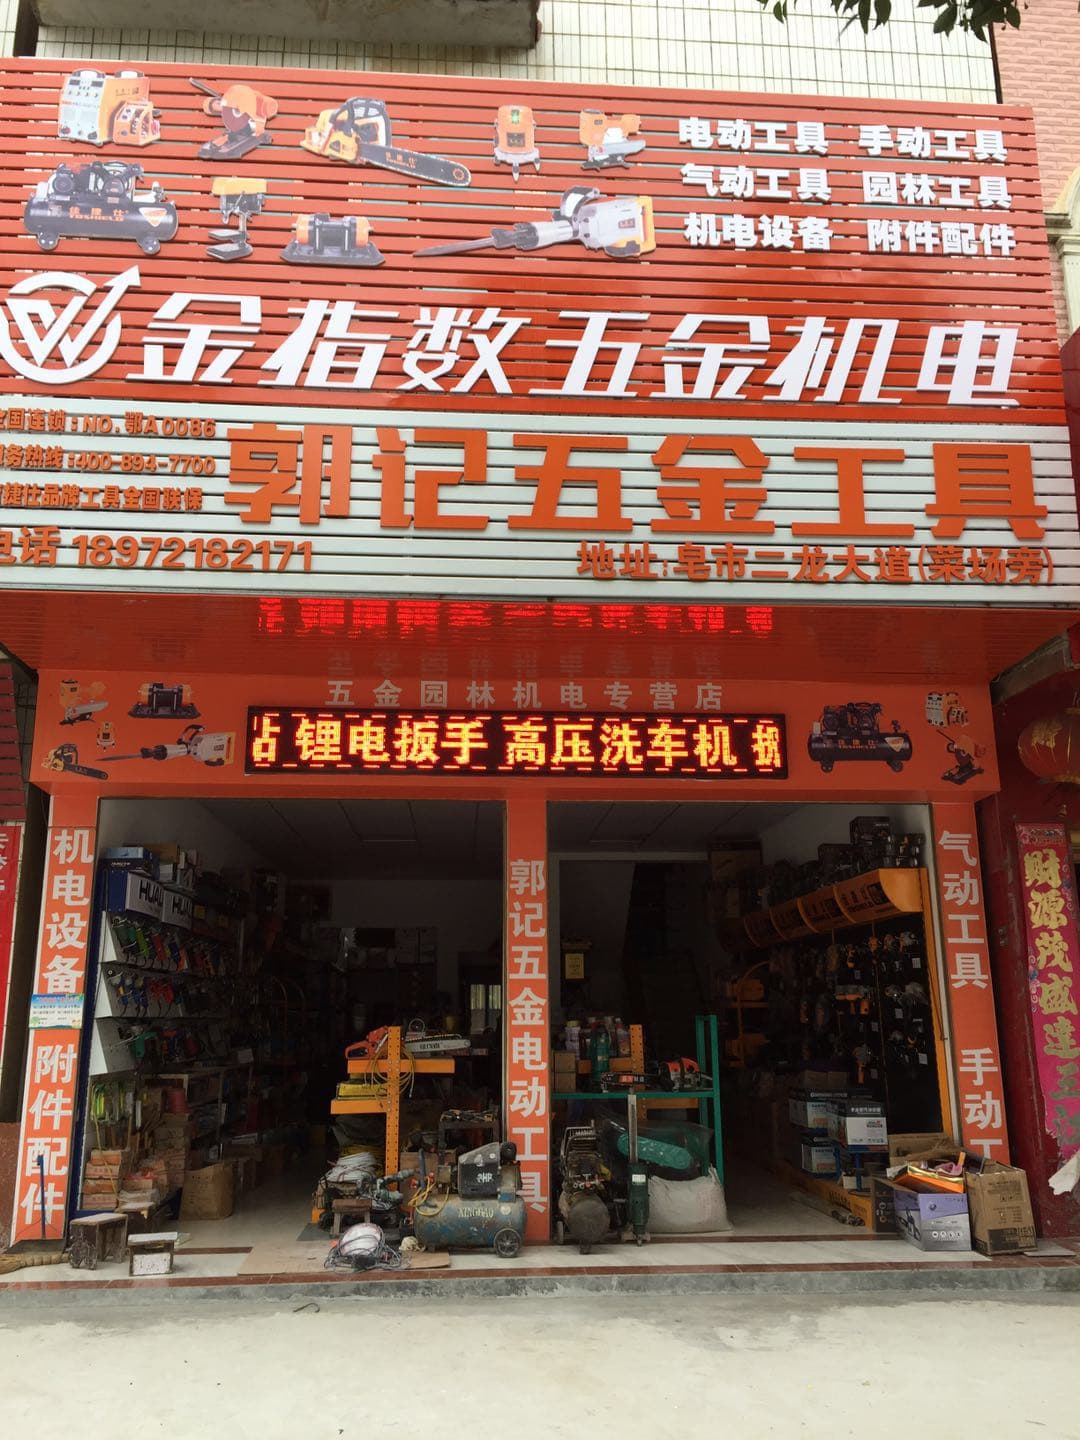 电动工具 手动工具
气动工具 园林工具
机电设备 附件配件
金指数五金机电
全国连锁:NO.鄂A0086
服务热线:400-894-7700
捷仕品牌工具全国联保
郭记五金工具
电话 18972182171
地址:皂市二龙大道(菜场旁)
五金园林机电专营店
锂电扳手 高压洗车机
机电设备
附件配件
郭记五金电动工具
气动工具
手动工
财源茂盛达三
XINGBAO